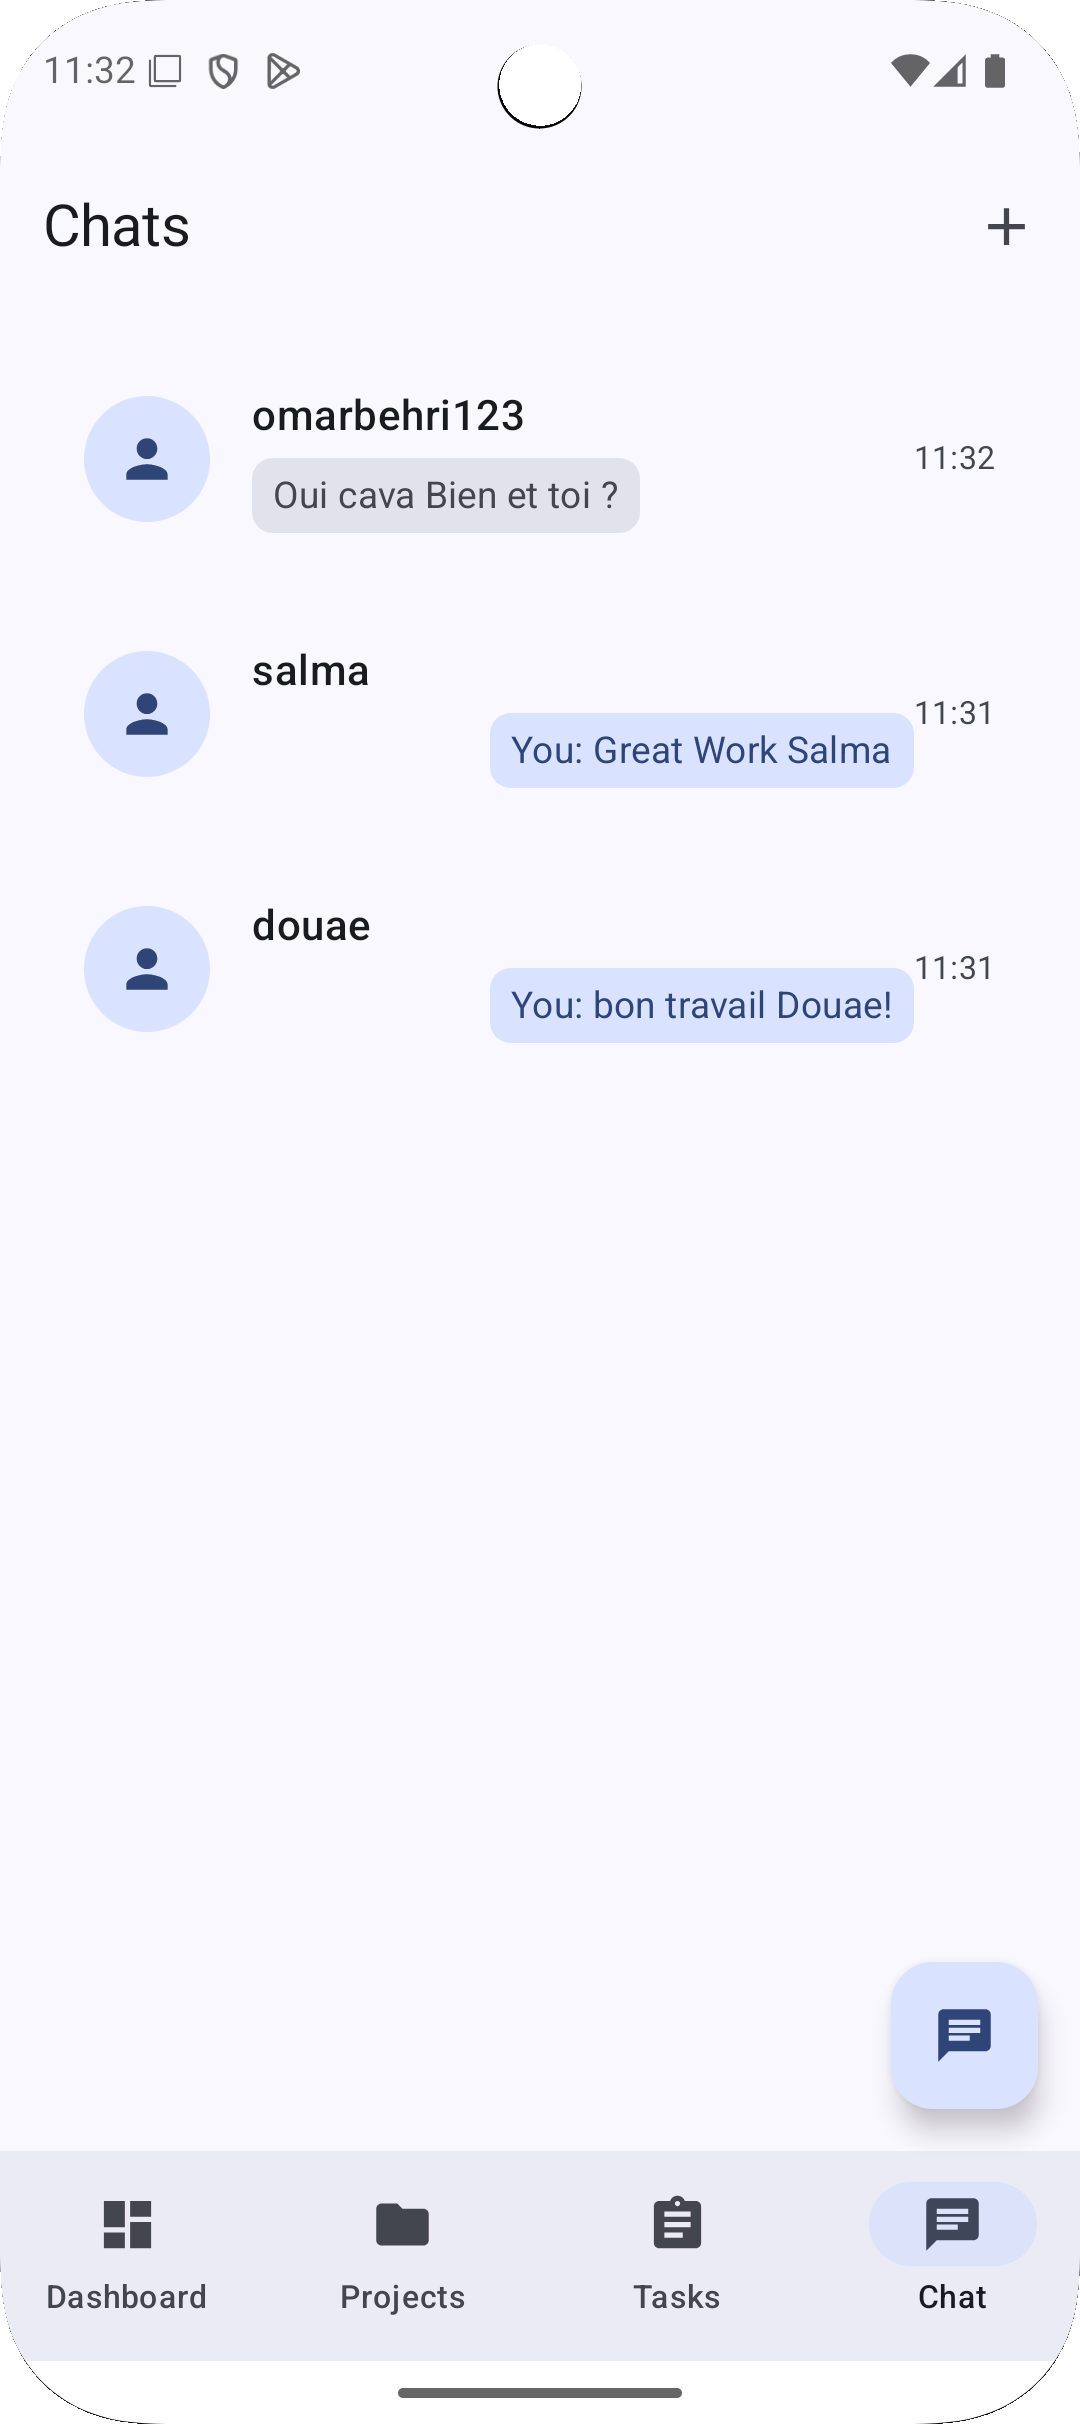 11:32
Chats
omarbehri123
11:32
Oui cava Bien et toi ?
salma
11:31
You: Great Work Salma
douae
11:31
You: bon travail Douae!
Dashboard
Projects
Tasks
Chat